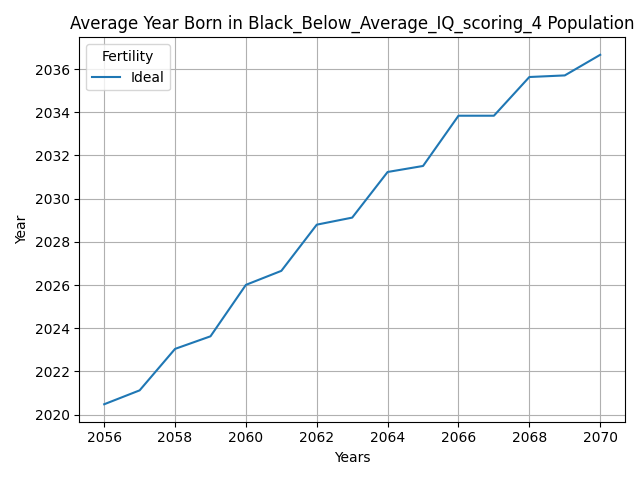 Average Year Born in Black_Below_Average_IQ_scoring_4 Population
Fertility
Ideal
Year
2036
2034
2032
2030
2028
2026
2024
2022
2020
2056 2058 2060 2062 2064 2066 2068 2070
Years